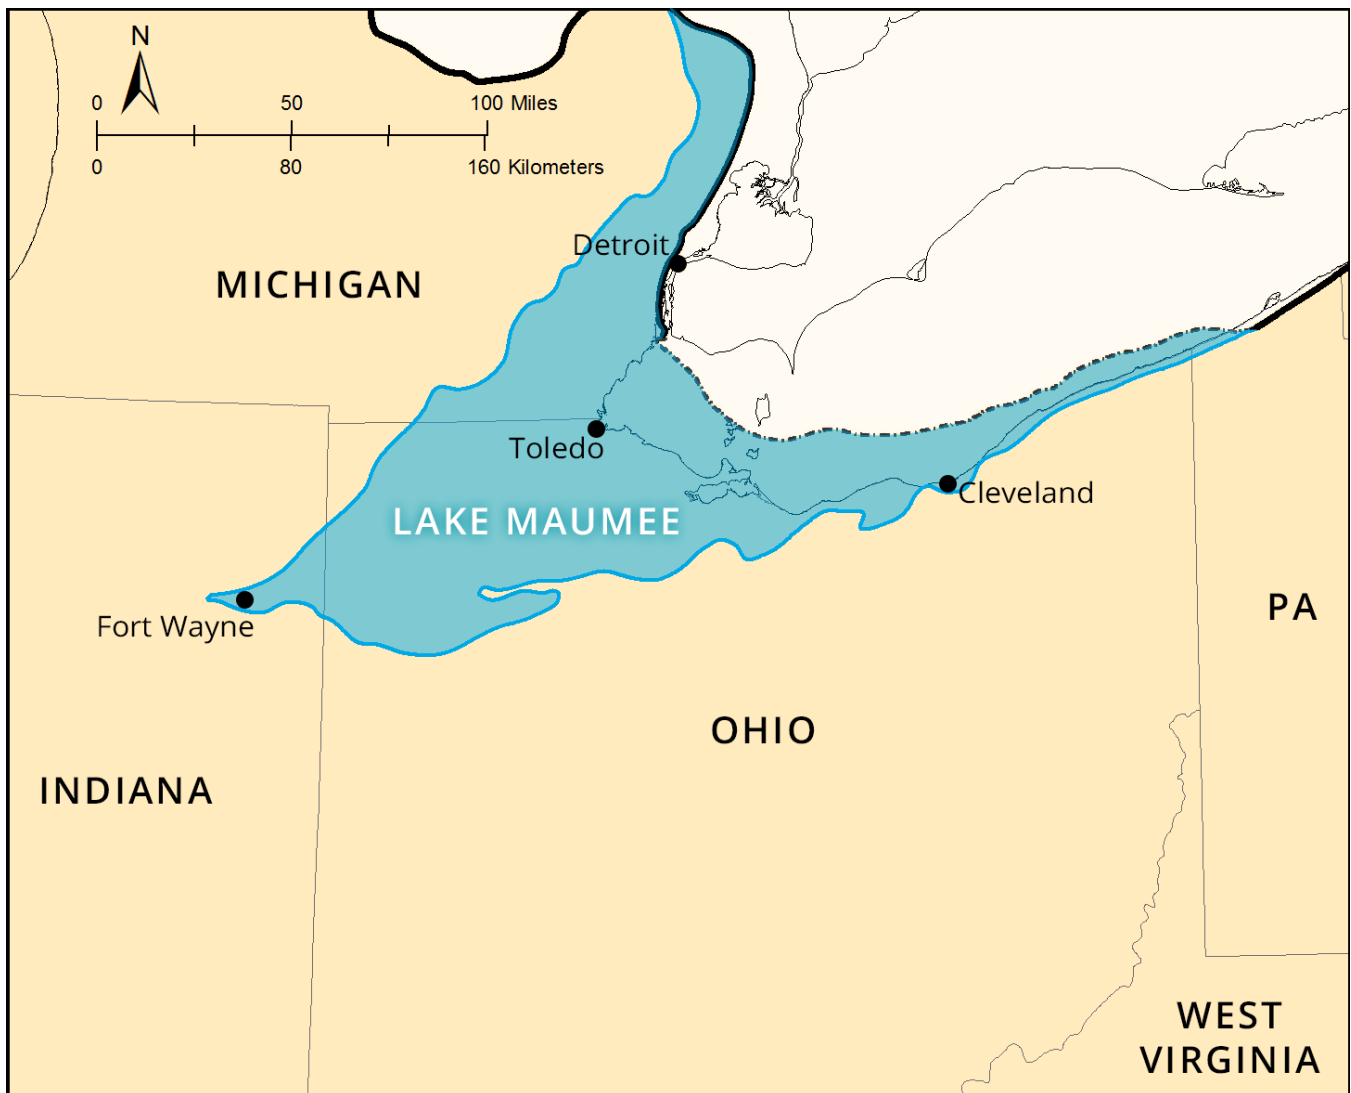 N
0 50 100 Miles
0 80 160 Kilometers
Detroit
MICHIGAN
Toledo
LAKE MAUMEE
Cleveland
Fort Wayne
PA
OHIO
INDIANA
WEST
VIRGINIA